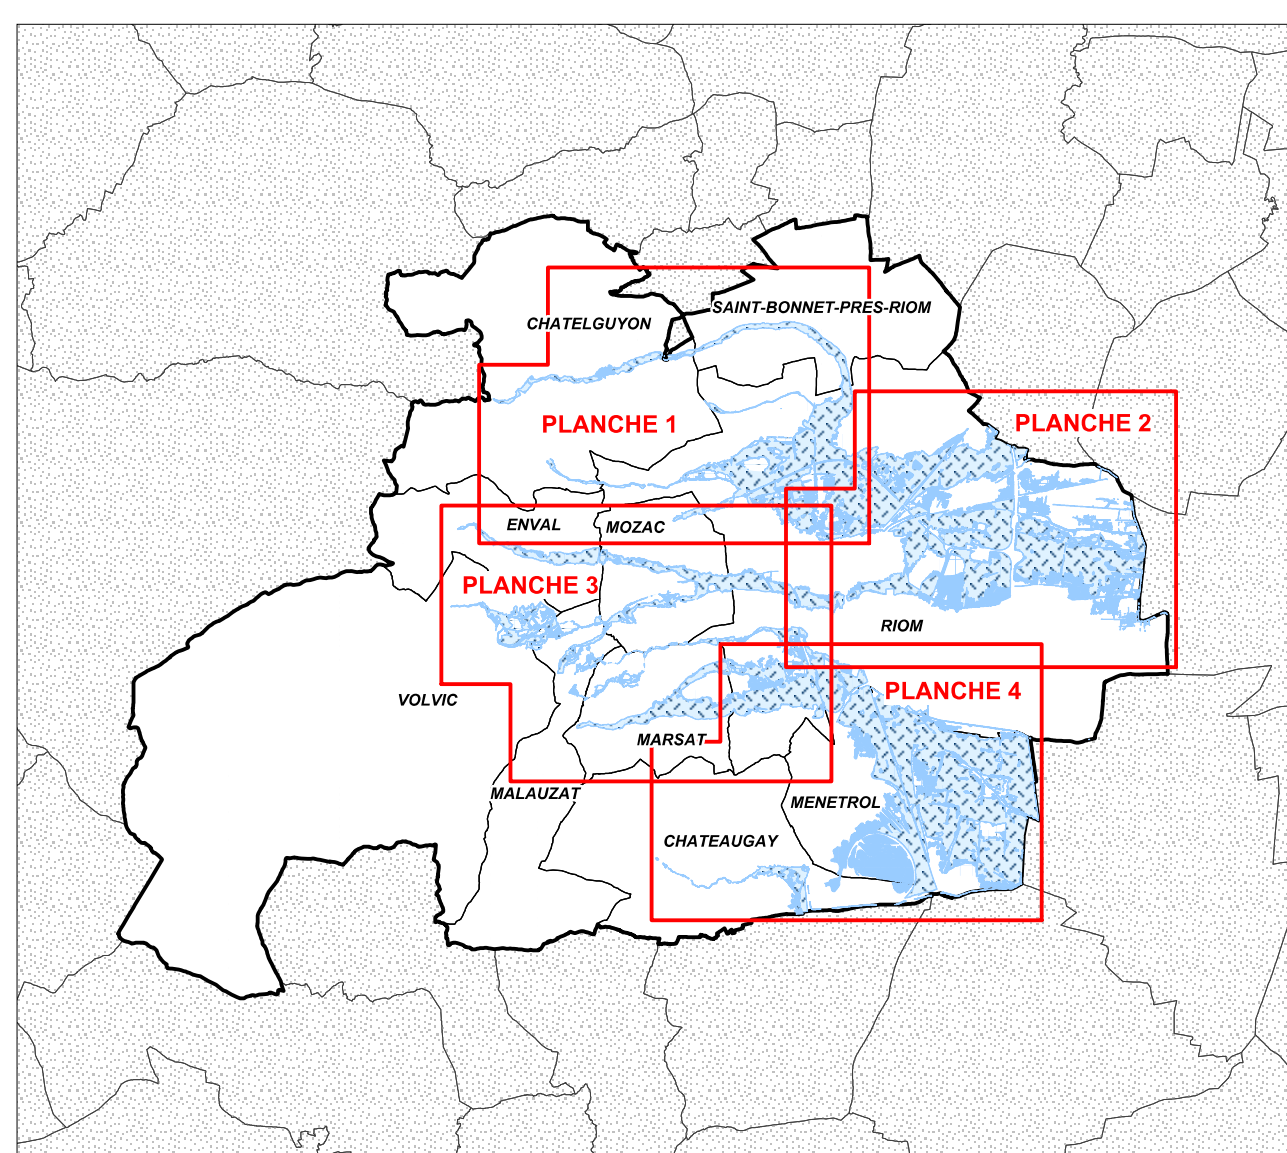 SAINT-BONNET-PRES-RIOM
CHATELGUYON
PLANCHE 1
PLANCHE 2
ENVAL
MOZAC
PLANCHE 3
RIOM
PLANCHE 4
VOLVIC
MARSAT
MALAUZAT
MENETROL
CHATEAUGAY